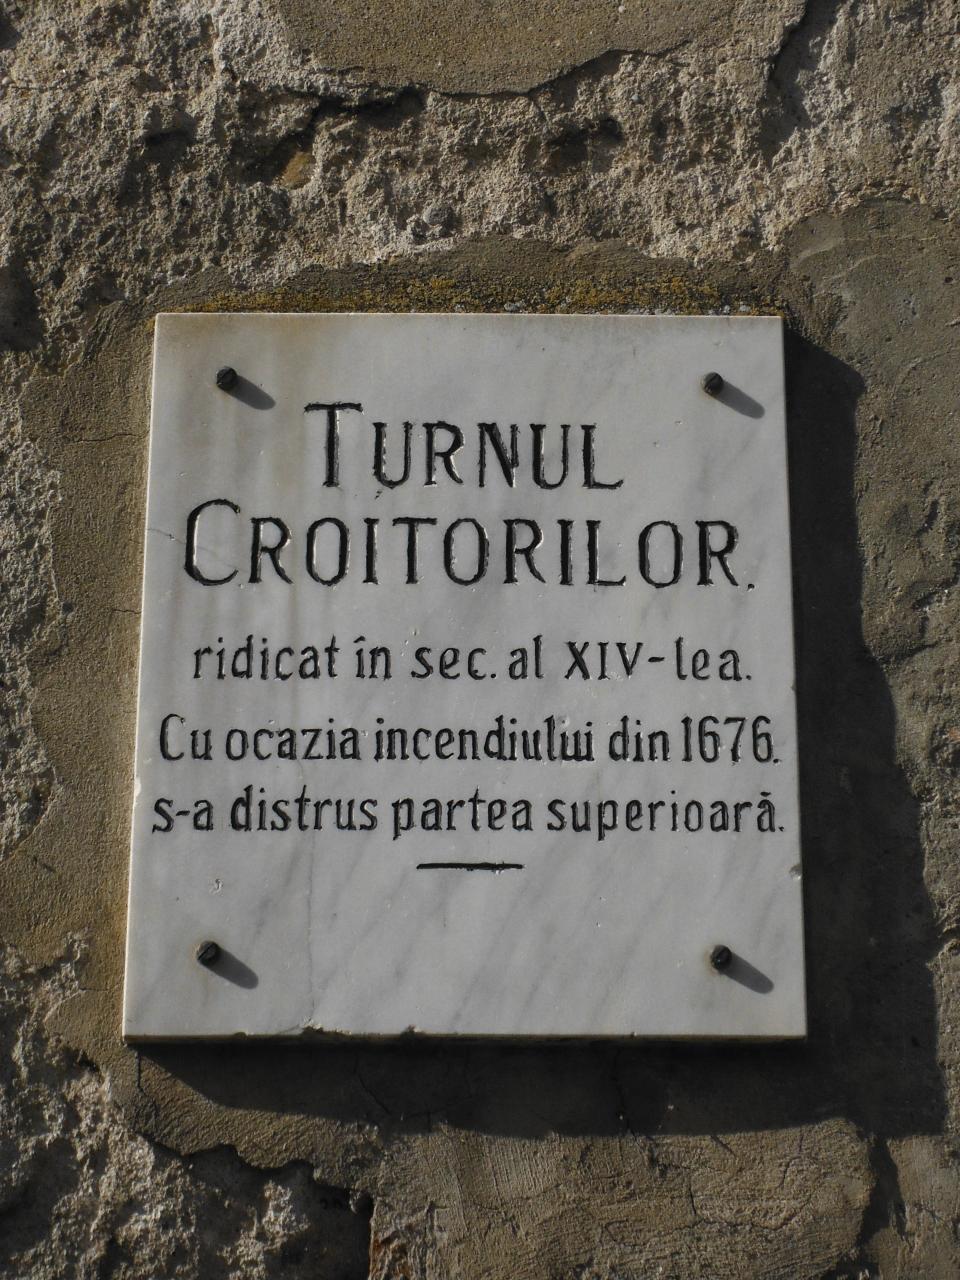 TURNUL
CROITORILOR.
ridicat în sec. al XIV-lea.
Cu ocazia incendiului din 1676.
s-a distrus partea superioară.